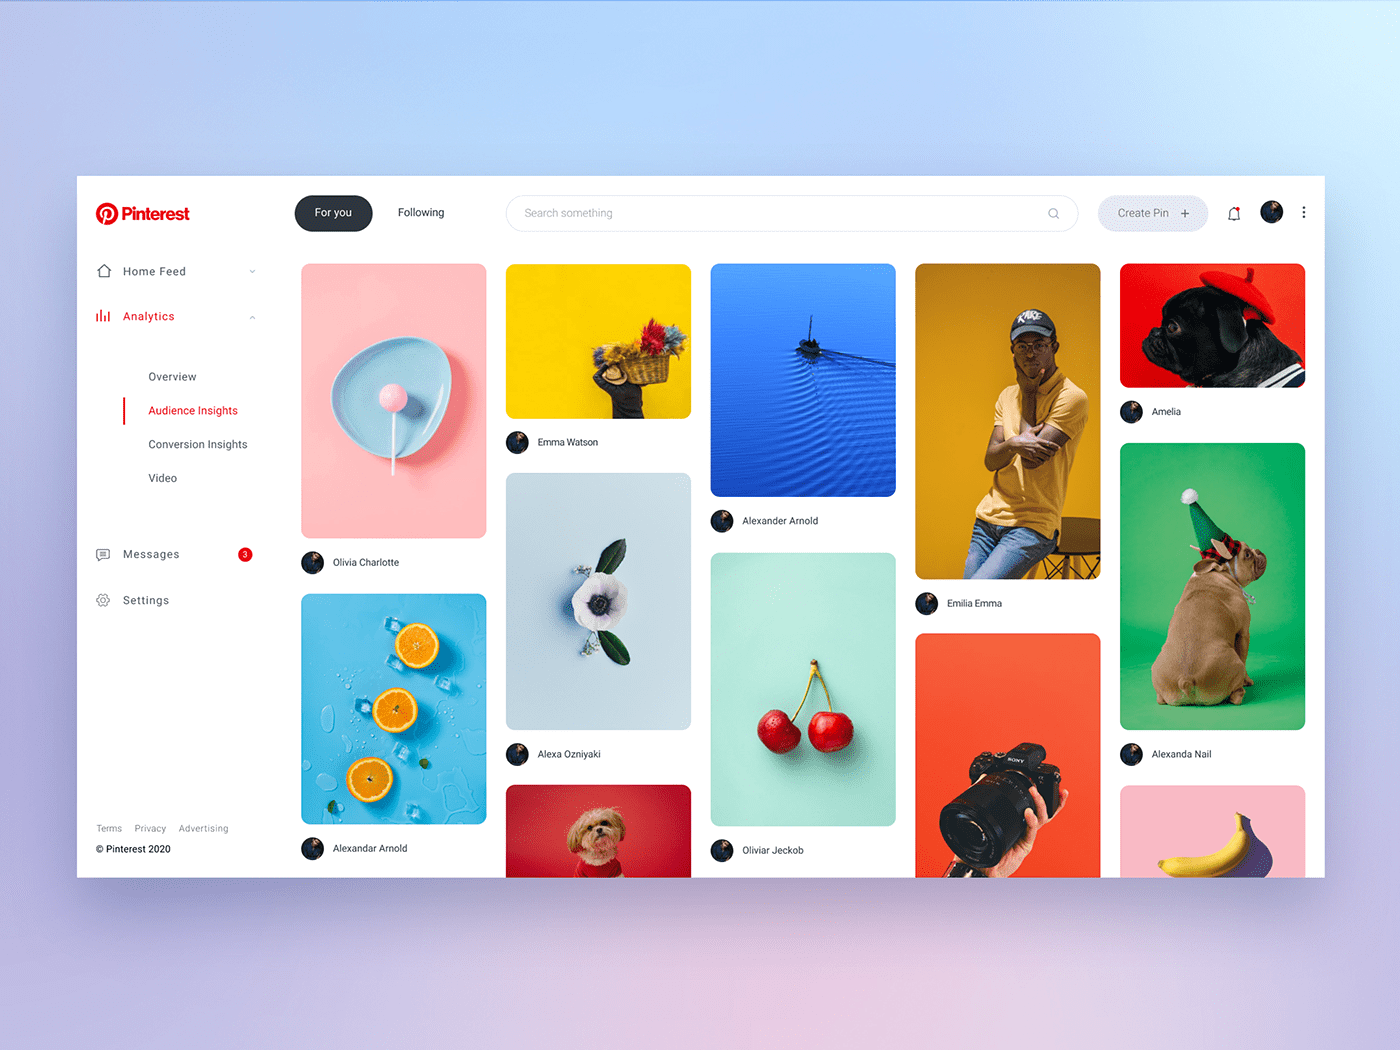 Pinterest
For you
Following
Search something
Create Pin +
Home Feed
Analytics
Overview
Audience Insights
Conversion Insights
Video
Messages
3
Settings
Terms Privacy Advertising
© Pinterest 2020
Olivia Charlotte
Alexandar Arnold
Emma Watson
Alexa Ozniyaki
Alexander Arnold
Oliviar Jeckob
RARE
Emilia Emma
SONY
Amelia
Alexanda Nail